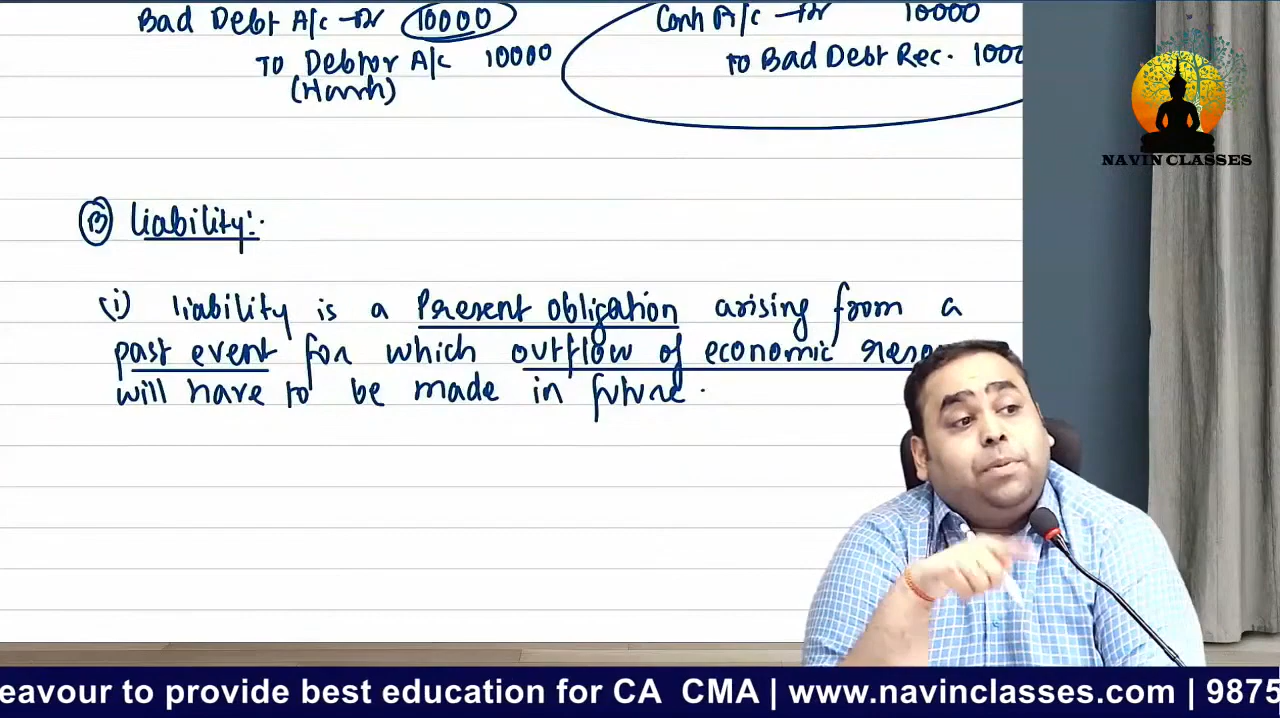 Bad Debt A/c Dr 10000
To Debtor A/c 10000
(Harsh)
Cash A/c Dr 10000
To Bad Debt Rec. 1000
NAVIN CLASSES
(B) Liability:-
(i) liability is a Present obligation arising from a
past event for which outflow of economic
will have to be made in future.
eavour to provide best education for CA CMA | www.navinclasses.com | 9875